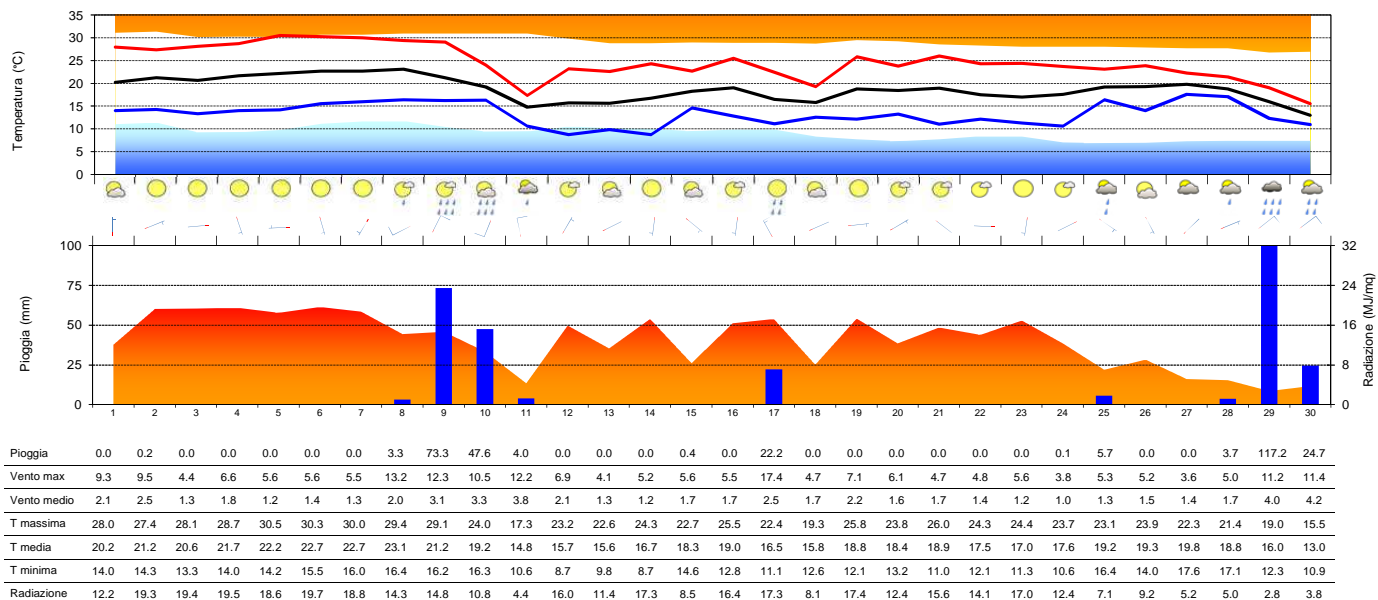 35
30
25
20
15
10
5
0
Temperatura (°C)
100
75
50
25
0
Pioggia (mm)
32
24
16
8
0
Radiazione (MJ/mq)
1 2 3 4 5 6 7 8 9 10 11 12 13 14 15 16 17 18 19 20 21 22 23 24 25 26 27 28 29 30
Pioggia 0.0 0.2 0.0 0.0 0.0 0.0 0.0 3.3 73.3 47.6 4.0 0.0 0.0 0.0 0.4 0.0 22.2 0.0 0.0 0.0 0.0 0.0 0.0 0.1 5.7 0.0 0.0 3.7 117.2 24.7
Vento max 9.3 9.5 4.4 6.6 5.6 5.6 5.5 13.2 12.3 10.5 12.2 6.9 4.1 5.2 5.6 5.5 17.4 4.7 7.1 6.1 4.7 4.8 5.6 3.8 5.3 5.2 3.6 5.0 11.2 11.4
Vento medio 2.1 2.5 1.3 1.8 1.2 1.4 1.3 2.0 3.1 3.3 3.8 2.1 1.3 1.2 1.7 1.7 2.5 1.7 2.2 1.6 1.7 1.4 1.2 1.0 1.3 1.5 1.4 1.7 4.0 4.2
T massima 28.0 27.4 28.1 28.7 30.5 30.3 30.0 29.4 29.1 24.0 17.3 23.2 22.6 24.3 22.7 25.5 22.4 19.3 25.8 23.8 26.0 24.3 24.4 23.7 23.1 23.9 22.3 21.4 19.0 15.5
T media 20.2 21.2 20.6 21.7 22.2 22.7 22.7 23.1 21.2 19.2 14.8 15.7 15.6 16.7 18.3 19.0 16.5 15.8 18.8 18.4 18.9 17.5 17.0 17.6 19.2 19.3 19.8 18.8 16.0 13.0
T minima 14.0 14.3 13.3 14.0 14.2 15.5 16.0 16.4 16.2 16.3 10.6 8.7 9.8 8.7 14.6 12.8 11.1 12.6 12.1 13.2 11.0 12.1 11.3 10.6 16.4 14.0 17.6 17.1 12.3 10.9
Radiazione 12.2 19.3 19.4 19.5 18.6 19.7 18.8 14.3 14.8 10.8 4.4 16.0 11.4 17.3 8.5 16.4 17.3 8.1 17.4 12.4 15.6 14.1 17.0 12.4 7.1 9.2 5.2 5.0 2.8 3.8